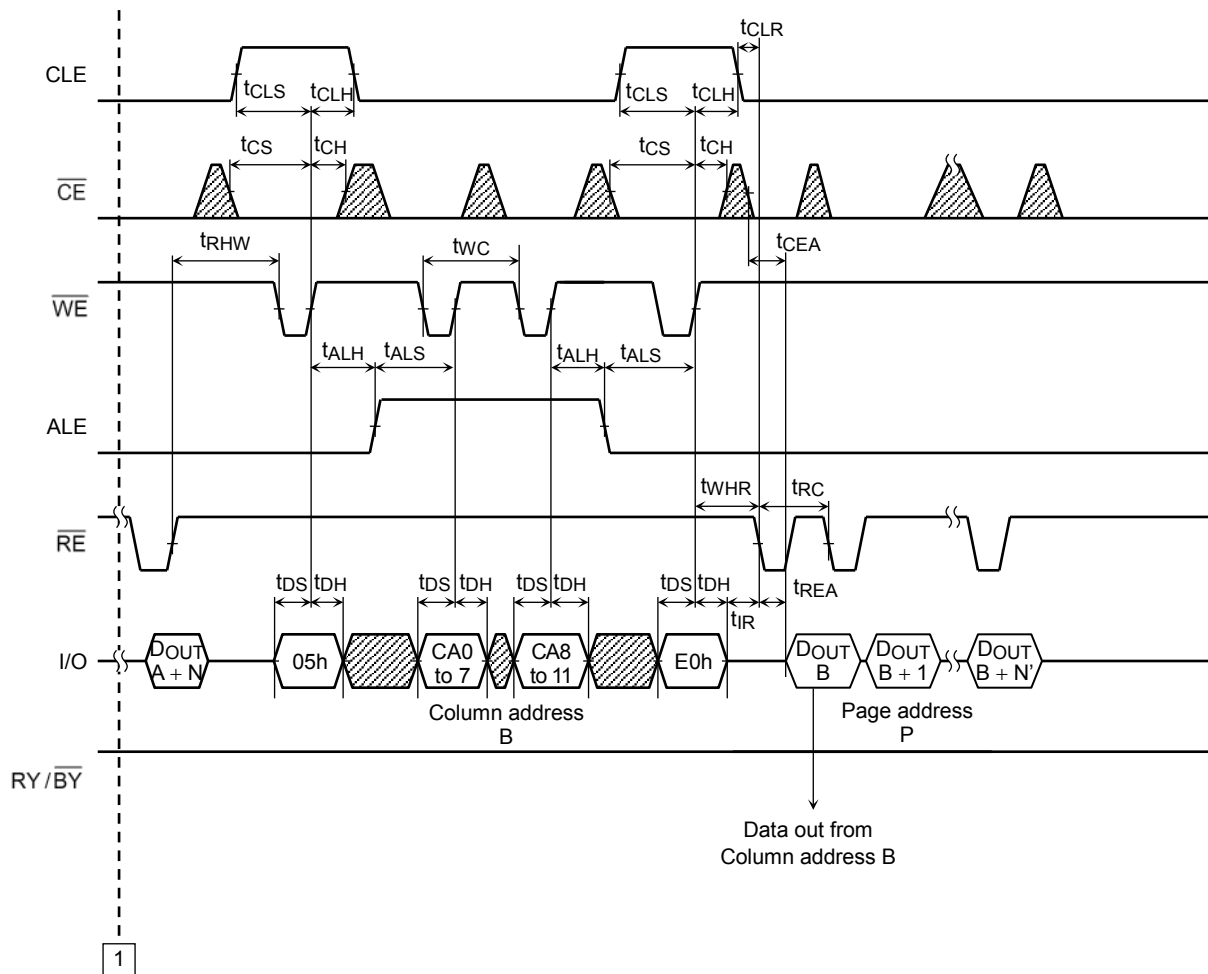 tCLR
CLE
tCLS tCLH tCLS tCLH
tCS tCH tCS tCH
CE
tRHW tWC tCEA
WE
tALH tALS tALH tALS
ALE
tWHR tRC
RE
tDS tDH tDS tDH tDS tDH tDS tDH tREA
tIR
I/O
DOUT
A + N
05h
CA0
to 7
CA8
to 11
E0h
DOUT
B
DOUT
B + 1
DOUT
B + N’
Column address
B
Page address
P
RY / BY
Data out from
Column address B
1